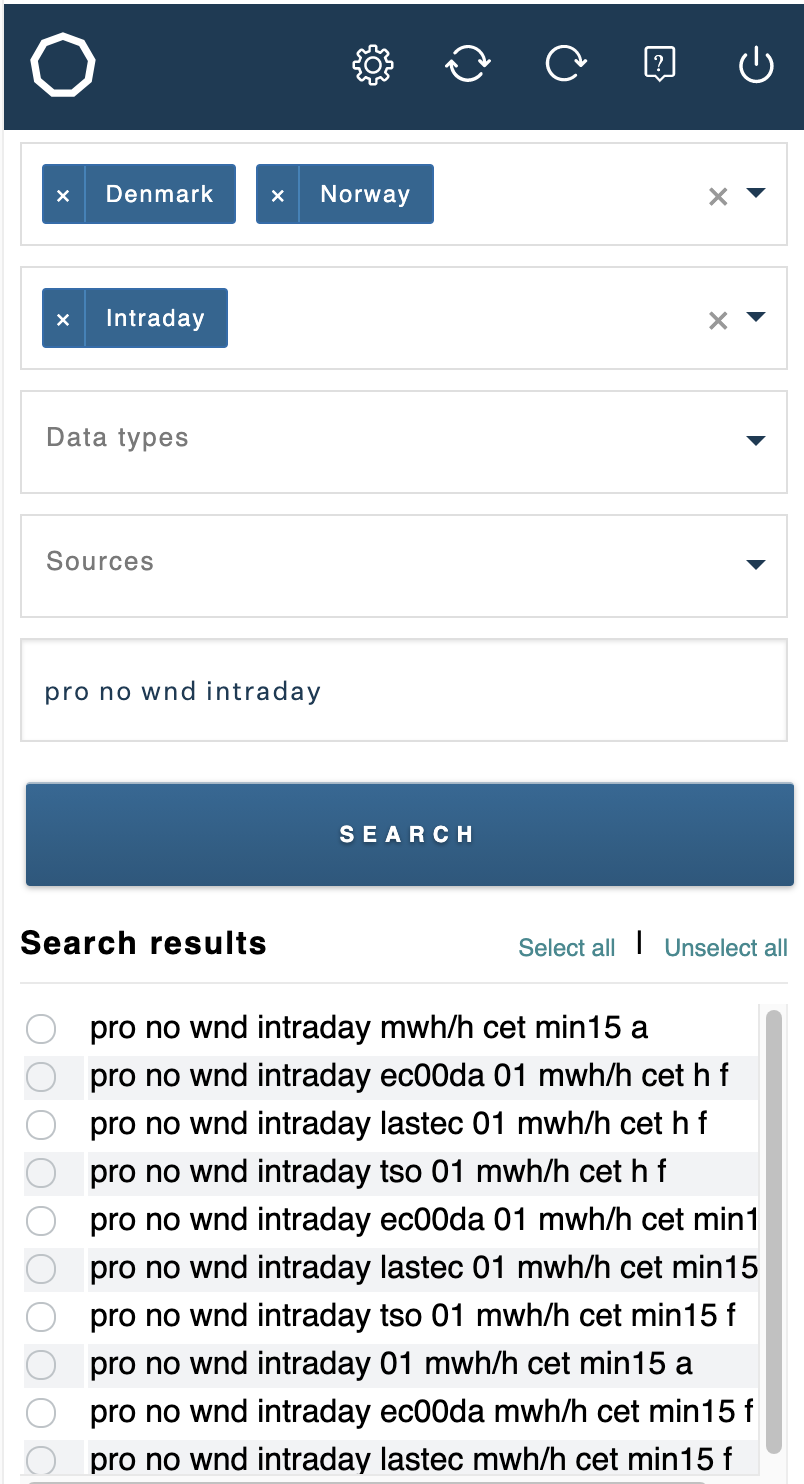 ?
× Denmark × Norway ×
× Intraday ×
Data types
Sources
pro no wnd intraday
SEARCH
Search results Select all | Unselect all
pro no wnd intraday mwh/h cet min15 a
pro no wnd intraday ec00da 01 mwh/h cet h f
pro no wnd intraday lastec 01 mwh/h cet h f
pro no wnd intraday tso 01 mwh/h cet h f
pro no wnd intraday ec00da 01 mwh/h cet min1
pro no wnd intraday lastec 01 mwh/h cet min15
pro no wnd intraday tso 01 mwh/h cet min15 f
pro no wnd intraday 01 mwh/h cet min15 a
pro no wnd intraday ec00da mwh/h cet min15 f
pro no wnd intraday lastec mwh/h cet min15 f